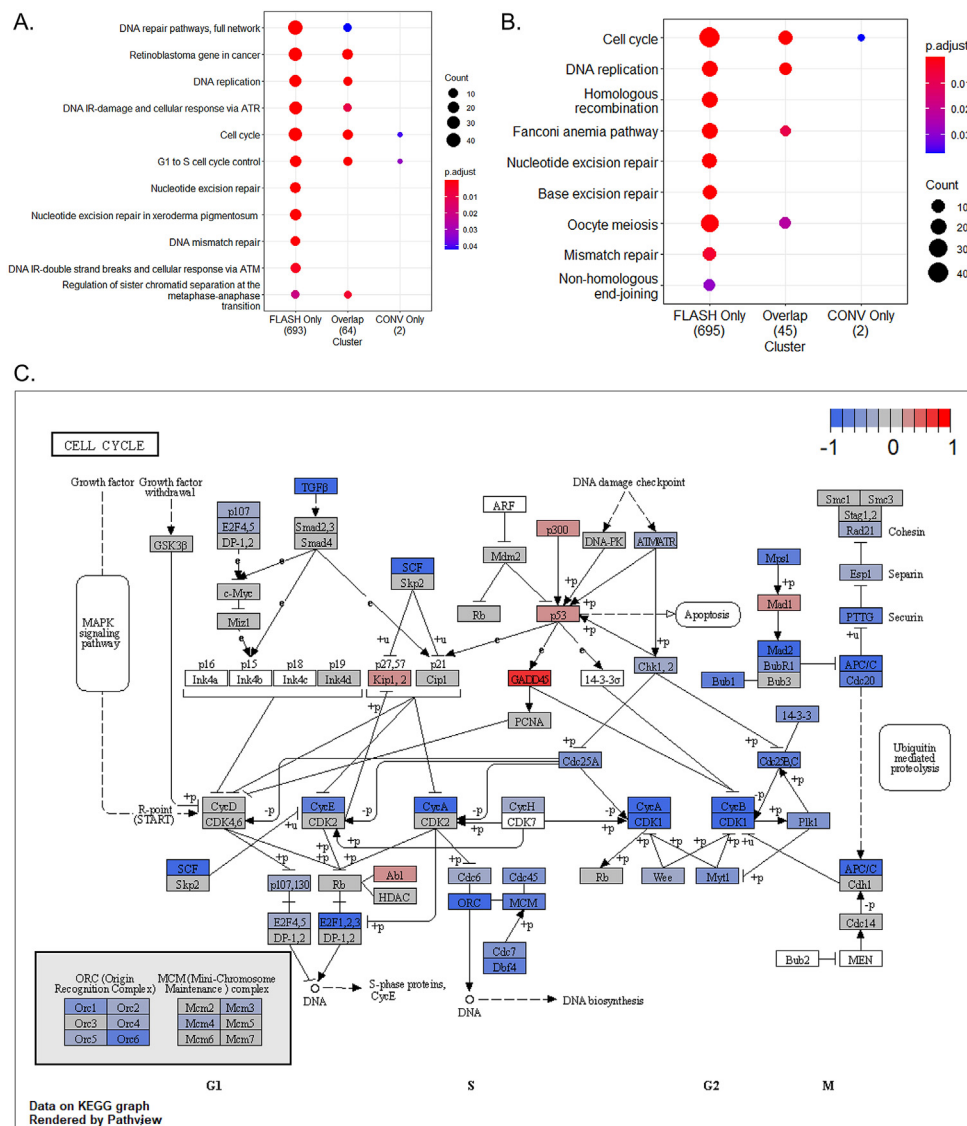 A.
DNA repair pathways, full network
Retinoblastoma gene in cancer
DNA replication
DNA IR-damage and cellular response via ATR
Cell cycle
G1 to S cell cycle control
Nucleotide excision repair
Nucleotide excision repair in xeroderma pigmentosum
DNA mismatch repair
DNA IR-double strand breaks and cellular response via ATM
Regulation of sister chromatid separation at the
metaphase-anaphase
transition
FLASH Only
(693)
Overlap
(64)
CONV Only
(2)
Cluster
Count
10
20
30
40
p.adjust
0.01
0.02
0.03
0.04
B.
Cell cycle
DNA replication
Homologous
recombination
Fanconi anemia pathway
Nucleotide excision repair
Base excision repair
Oocyte meiosis
Mismatch repair
Non-homologous
end-joining
FLASH Only
(695)
Overlap
(45)
CONV Only
(2)
Cluster
p.adjust
0.01
0.02
0.03
Count
10
20
30
40
C.
-1 0 1
CELL CYCLE
Growth factor
Growth factor
withdrawal
GSK3β
MAPK
signaling
pathway
R-point
(START)
p107
E2F4,5
DP-1,2
TGFβ
Smad2,3
Smad4
c-Myc
Miz1
e
e
e
e
SCF
Skp2
+u
+u
ARF
Mdm2
Rb
p300
DNA damage checkpoint
DNA-PK
ATM/ATR
+p
+p
+p
+p
p53
Apoptosis
p16
Ink4a
p15
Ink4b
p18
Ink4c
p19
Ink4d
p27,57
Kip1, 2
p21
Cip1
e
e
e
GADD45
14-3-3σ
PCNA
Chk1, 2
Cdc25A
+p
+p
+p
Mps1
+p
Mad1
Mad2
BubR1
Bub3
Bub1
Smc1
Smc3
Stag1,2
Rad21
Cohesin
Esp1
Separin
PTTG
Securin
+u
APC/C
Cdc20
14-3-3
Cdc25B,C
Ubiquitin
mediated
proteolysis
+p
CycD
CDK4,6
-p
+u
CycE
CDK2
-p
CycA
CDK2
+p
CycH
CDK7
-p
+p
CycA
CDK1
CycB
CDK1
-p
+p
+p
Plk1
SCF
Skp2
+p
+p
+p
+p
+p
p107,130
Rb
Abl
HDAC
E2F4,5
DP-1,2
E2F1,2,3
DP-1,2
+p
DNA
S-phase proteins,
CycE
+p
Cdc6
Cdc45
ORC
MCM
+p
Cdc7
Dbf4
DNA
DNA biosynthesis
+p
Rb
+p
Wee
+p
Myt1
+p
+p
+u
APC/C
Cdh1
-p
Cdc14
Bub2
MEN
ORC (Origin
Recognition Complex)
MCM (Mini-Chromosome
Maintenance ) complex
Orc1 Orc2
Orc3 Orc4
Orc5 Orc6
Mcm2 Mcm3
Mcm4 Mcm5
Mcm6 Mcm7
G1
S
G2
M
Data on KEGG graph
Rendered by Pathview